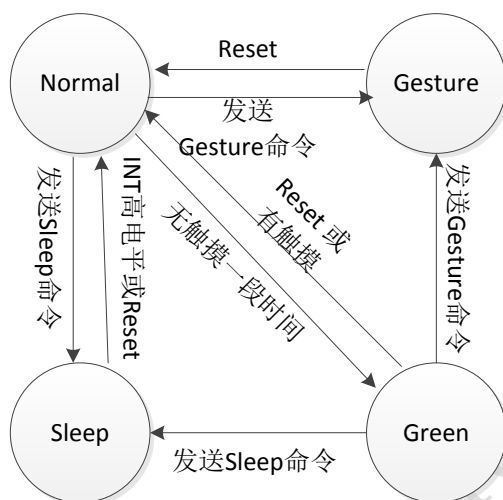 Reset
Normal
Gesture
发送
Gesture命令
Reset 或
有触摸
无触摸一段时间
发送Sleep命令
INT高电平或Reset
发送Gesture命令
Sleep
Green
发送Sleep命令